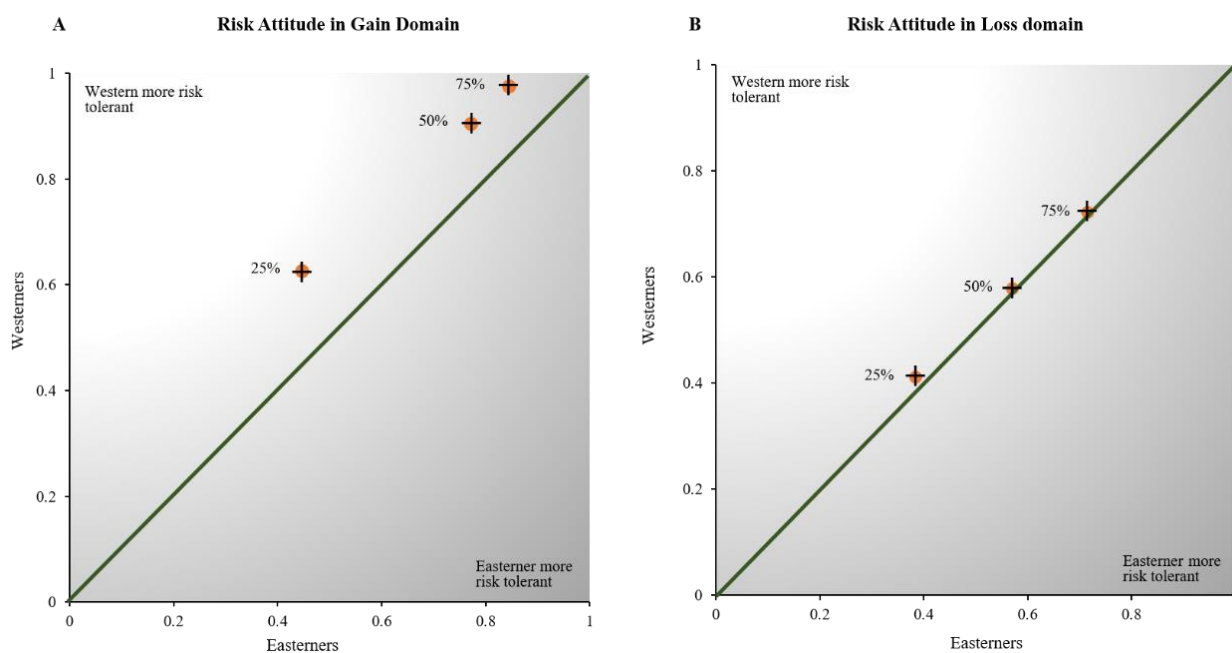 A
Risk Attitude in Gain Domain
1
Western more risk
tolerant
75%
50%
0.8
25%
0.6
Westerners
0.4
0.2
Easterner more
risk tolerant
0
0
0.2
0.4
0.6
0.8
1
Easterners
B
Risk Attitude in Loss domain
1
Western more risk
tolerant
0.8
75%
0.6
50%
Westerners
0.4
25%
0.2
Easterner more
risk tolerant
0
0
0.2
0.4
0.6
0.8
Easterners